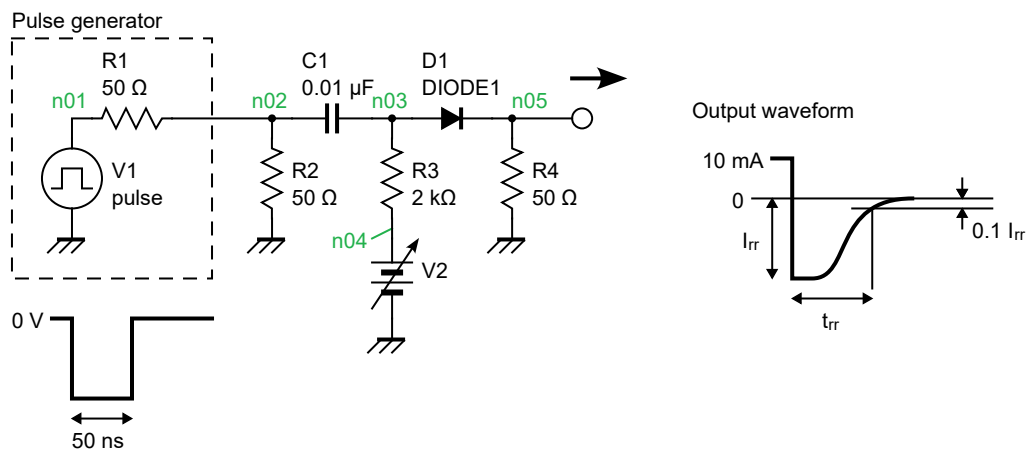 Pulse generator
R1
50 Ω
n01
V1
pulse
n02
R2
50 Ω
C1
0.01 µF
n03
R3
2 kΩ
n04
V2
D1
DIODE1
n05
R4
50 Ω
0 V
50 ns
Output waveform
10 mA
0
Irr
trr
0.1 Irr